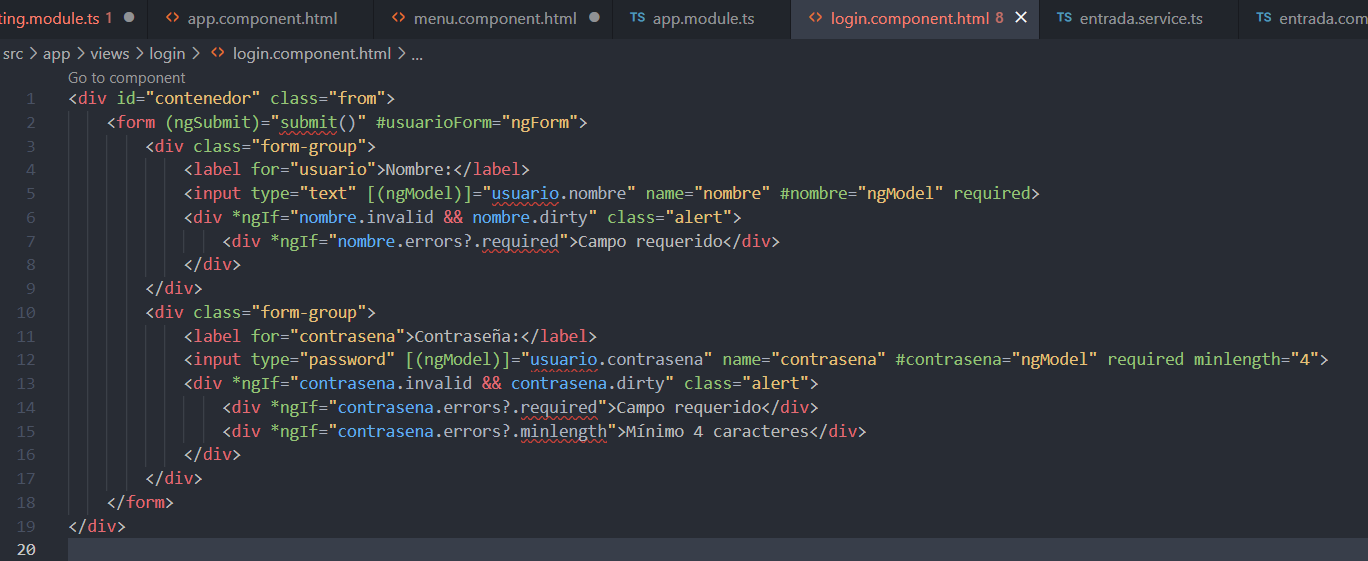 ting.module.ts 1 app.component.html menu.component.html TS app.module.ts login.component.html 8 TS entrada.service.ts TS entrada.com
src > app > views > login > login.component.html > ...
Go to component
1 <div id="contenedor" class="from">
2 <form (ngSubmit)="submit()" #usuarioForm="ngForm">
3 <div class="form-group">
4 <label for="usuario">Nombre:</label>
5 <input type="text" [(ngModel)]="usuario.nombre" name="nombre" #nombre="ngModel" required>
6 <div *ngIf="nombre.invalid && nombre.dirty" class="alert">
7 <div *ngIf="nombre.errors?.required">Campo requerido</div>
8 </div>
9 </div>
10 <div class="form-group">
11 <label for="contrasena">Contraseña:</label>
12 <input type="password" [(ngModel)]="usuario.contrasena" name="contrasena" #contrasena="ngModel" required minlength="4">
13 <div *ngIf="contrasena.invalid && contrasena.dirty" class="alert">
14 <div *ngIf="contrasena.errors?.required">Campo requerido</div>
15 <div *ngIf="contrasena.errors?.minlength">Mínimo 4 caracteres</div>
16 </div>
17 </div>
18 </form>
19 </div>
20